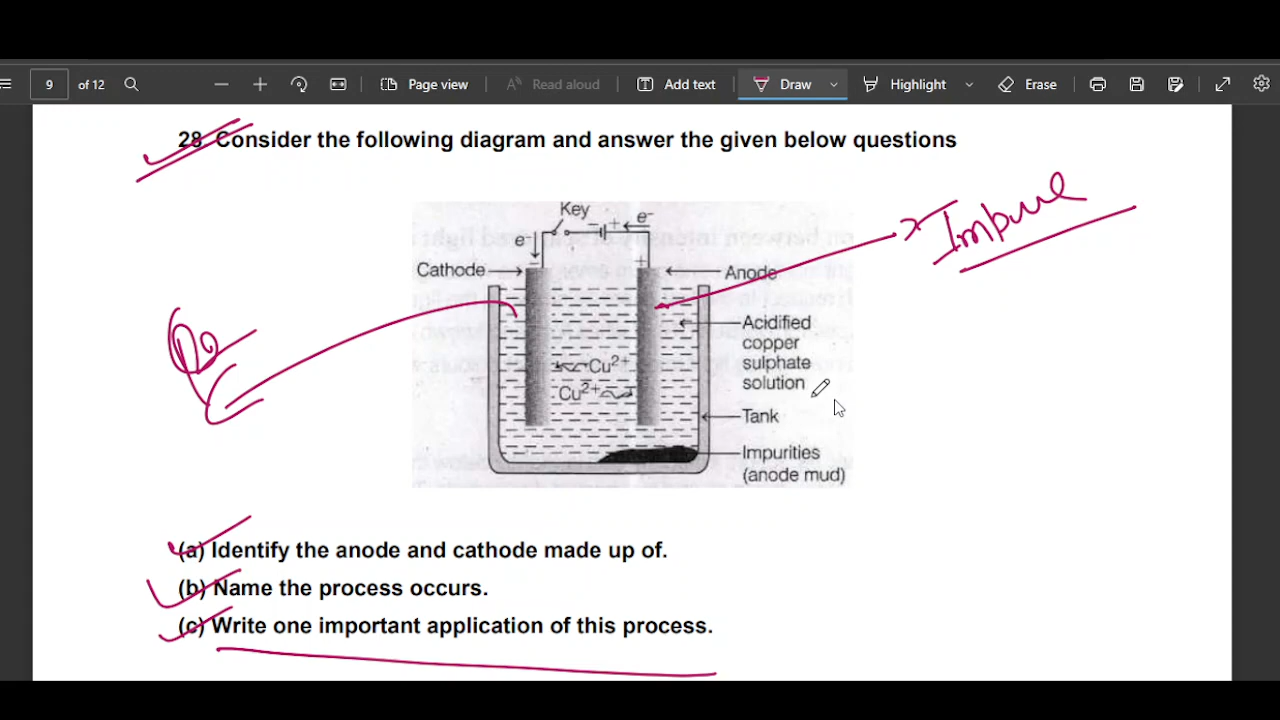 9 of 12 Page view Read aloud Add text Draw Highlight Erase
28. Consider the following diagram and answer the given below questions
Key
e⁻ − + e⁻
− +
Cathode Anode
Impure
Acidified
copper
sulphate
solution
Cu²⁺
Cu²⁺
Tank
Impurities
(anode mud)
(a) Identify the anode and cathode made up of.
(b) Name the process occurs.
(c) Write one important application of this process.